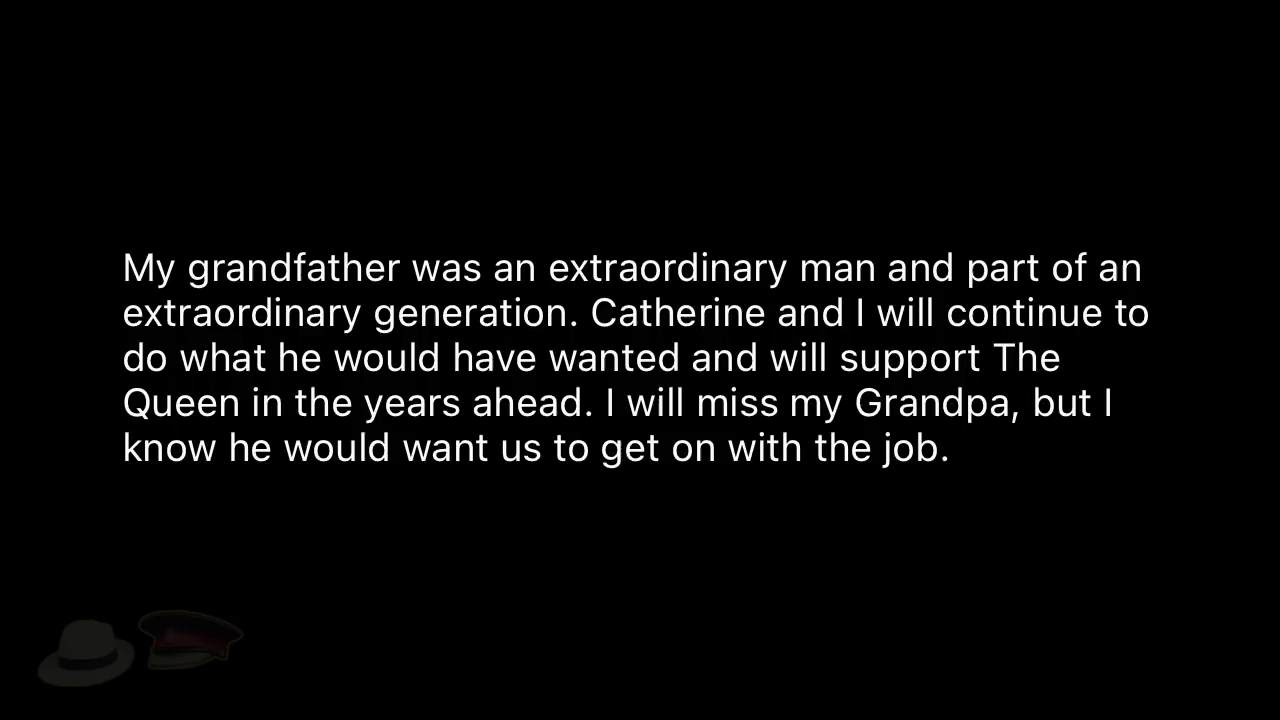 My grandfather was an extraordinary man and part of an
extraordinary generation. Catherine and I will continue to
do what he would have wanted and will support The
Queen in the years ahead. I will miss my Grandpa, but I
know he would want us to get on with the job.